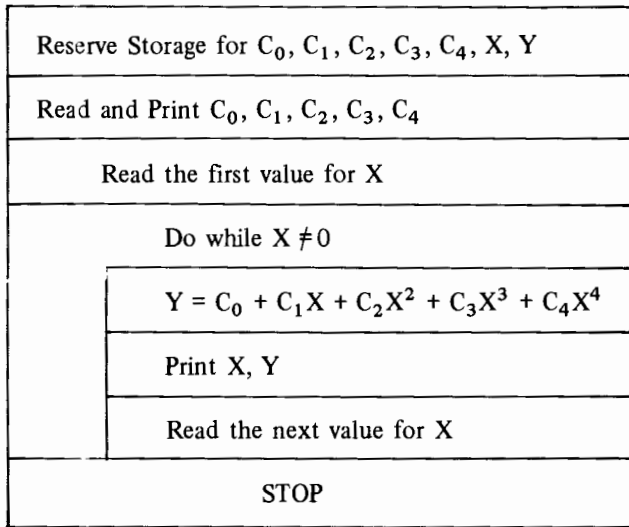 Reserve Storage for C₀, C₁, C₂, C₃, C₄, X, Y
Read and Print C₀, C₁, C₂, C₃, C₄
Read the first value for X
Do while X ≠ 0
Y = C₀ + C₁X + C₂X² + C₃X³ + C₄X⁴
Print X, Y
Read the next value for X
STOP